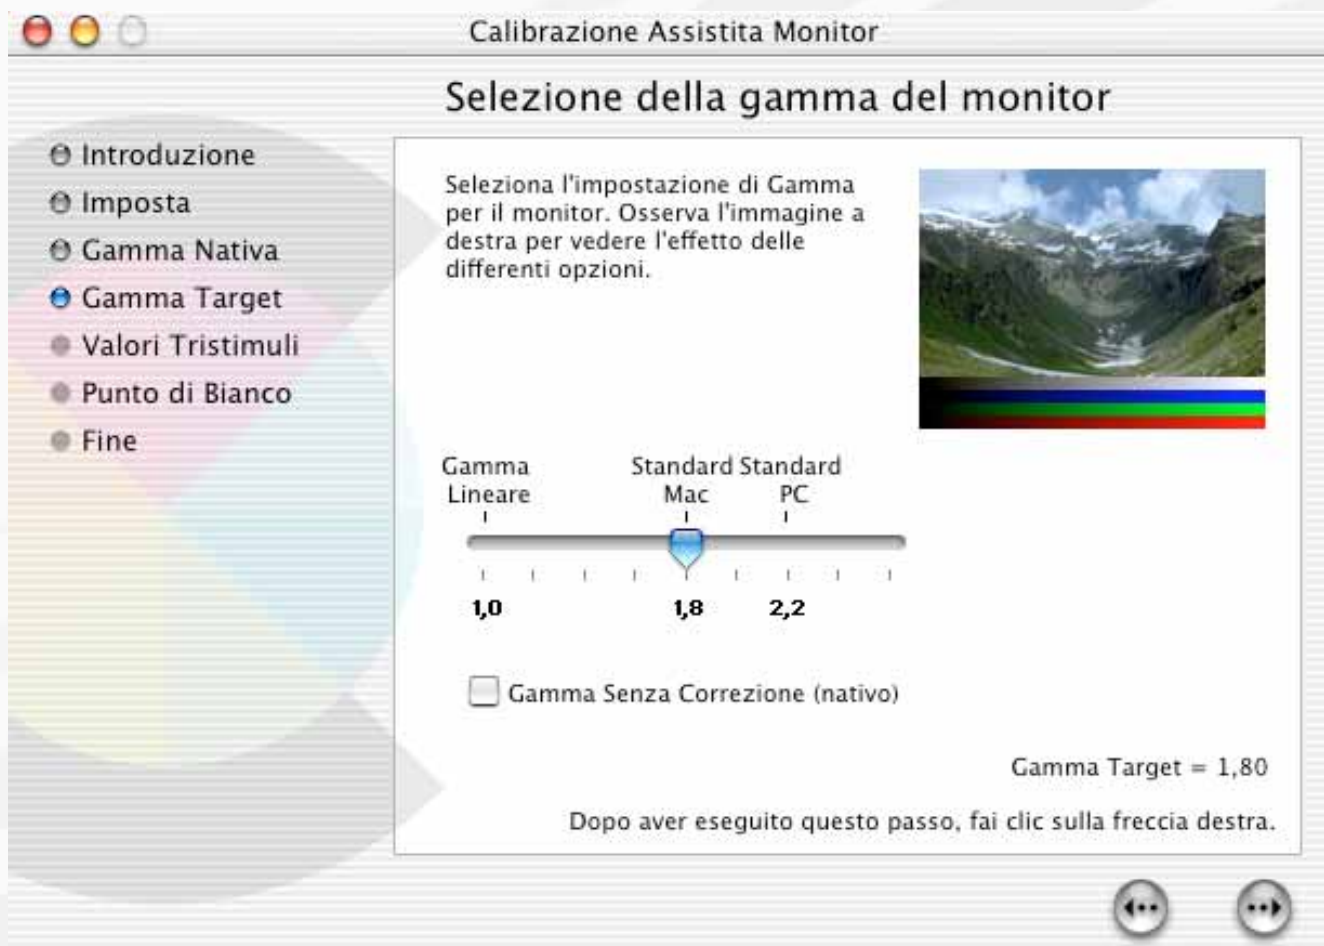 Calibrazione Assistita Monitor
Selezione della gamma del monitor
Introduzione
Imposta
Gamma Nativa
Gamma Target
Valori Tristimuli
Punto di Bianco
Fine
Seleziona l'impostazione di Gamma
per il monitor. Osserva l'immagine a
destra per vedere l'effetto delle
differenti opzioni.
Gamma
Lineare
Standard
Mac
Standard
PC
1,0
1,8
2,2
Gamma Senza Correzione (nativo)
Gamma Target = 1,80
Dopo aver eseguito questo passo, fai clic sulla freccia destra.